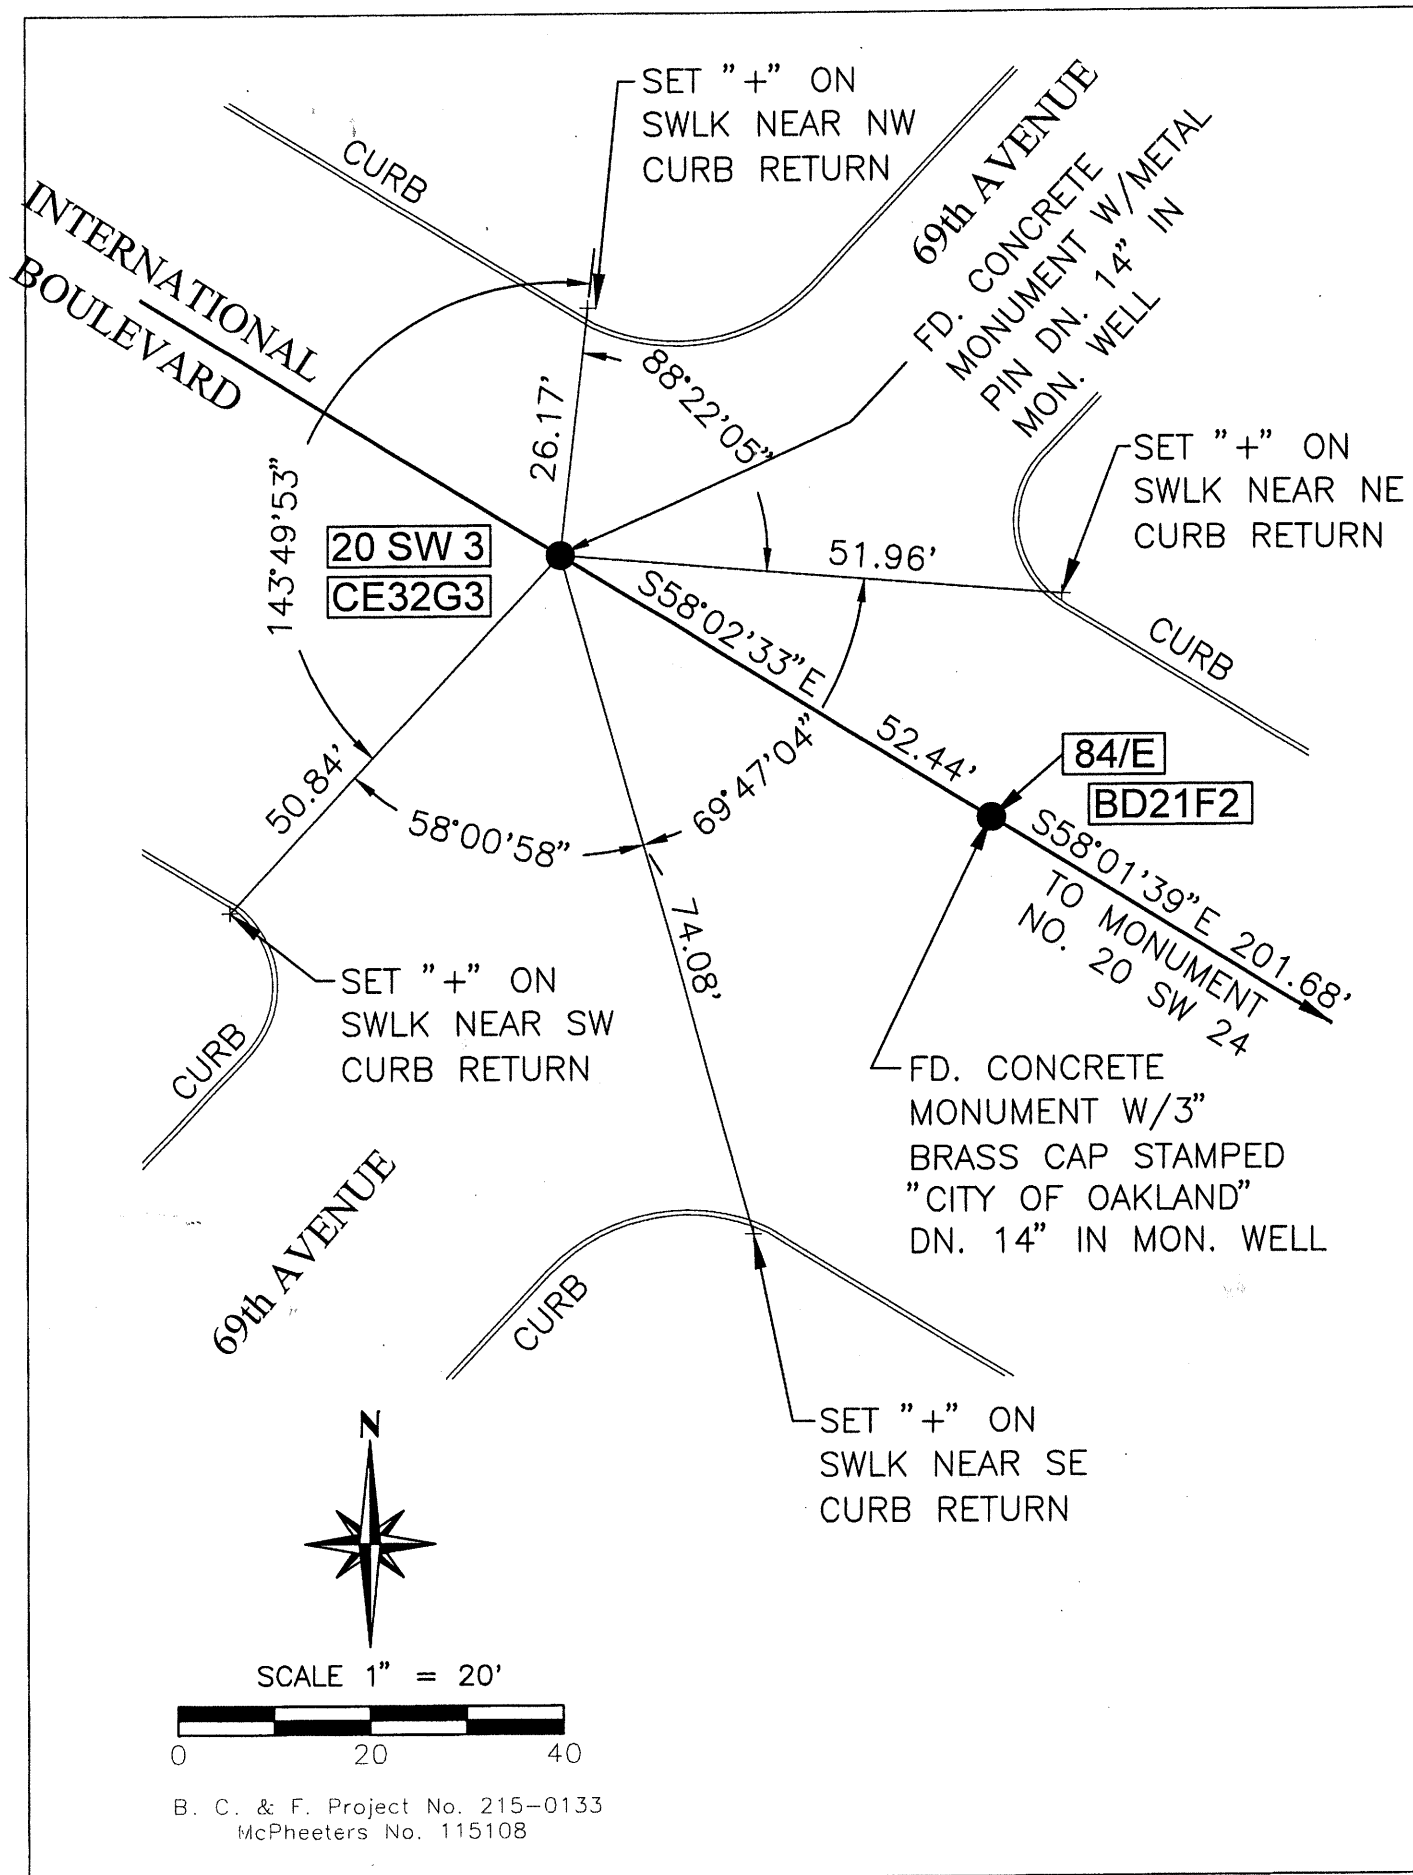 SET "+" ON
SWLK NEAR NW
CURB RETURN
CURB
69th AVENUE
FD. CONCRETE
MONUMENT W/METAL
PIN DN. 14" IN
MON. WELL
INTERNATIONAL
BOULEVARD
26.17'
88°22'05"
SET "+" ON
SWLK NEAR NE
CURB RETURN
143°49'53"
20 SW 3
CE32G3
51.96'
S58°02'33"E
52.44'
CURB
84/E
BD21F2
50.84'
58°00'58"
69°47'04"
S58°01'39"E 201.68'
TO MONUMENT
NO. 20 SW 24
74.08'
SET "+" ON
SWLK NEAR SW
CURB RETURN
CURB
FD. CONCRETE
MONUMENT W/3"
BRASS CAP STAMPED
"CITY OF OAKLAND"
DN. 14" IN MON. WELL
69th AVENUE
CURB
SET "+" ON
SWLK NEAR SE
CURB RETURN
N
SCALE 1" = 20'
0 20 40
B. C. & F. Project No. 215-0133
McPheeters No. 115108